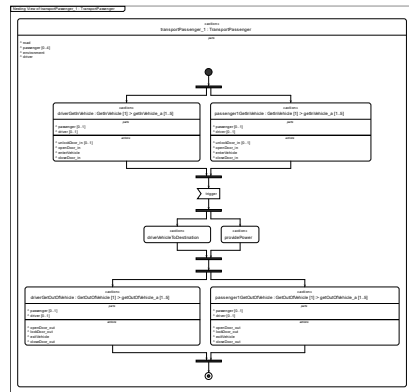 Nesting View of transportPassenger_1 : TransportPassenger
«action»
transportPassenger_1 : TransportPassenger
parts
^ road
^ passenger [0..4]
^ environment
^ driver
«action»
driverGetInVehicle : GetInVehicle [1] > getInVehicle_a [1..5]
parts
^ passenger [0..1]
^ driver [0..1]
actions
^ unlockDoor_in [0..1]
^ openDoor_in
^ enterVehicle
^ closeDoor_in
«action»
passenger1GetInVehicle : GetInVehicle [1] > getInVehicle_a [1..5]
parts
^ passenger [0..1]
^ driver [0..1]
actions
^ unlockDoor_in [0..1]
^ openDoor_in
^ enterVehicle
^ closeDoor_in
trigger
«action»
driveVehicleToDestination
«action»
providePower
«action»
driverGetOutOfVehicle : GetOutOfVehicle [1] > getOutOfVehicle_a [1..5]
parts
^ passenger [0..1]
^ driver [0..1]
actions
^ openDoor_out
^ lockDoor_out
^ exitVehicle
^ closeDoor_out
«action»
passenger1GetOutOfVehicle : GetOutOfVehicle [1] > getOutOfVehicle_a [1..5]
parts
^ passenger [0..1]
^ driver [0..1]
actions
^ openDoor_out
^ lockDoor_out
^ exitVehicle
^ closeDoor_out